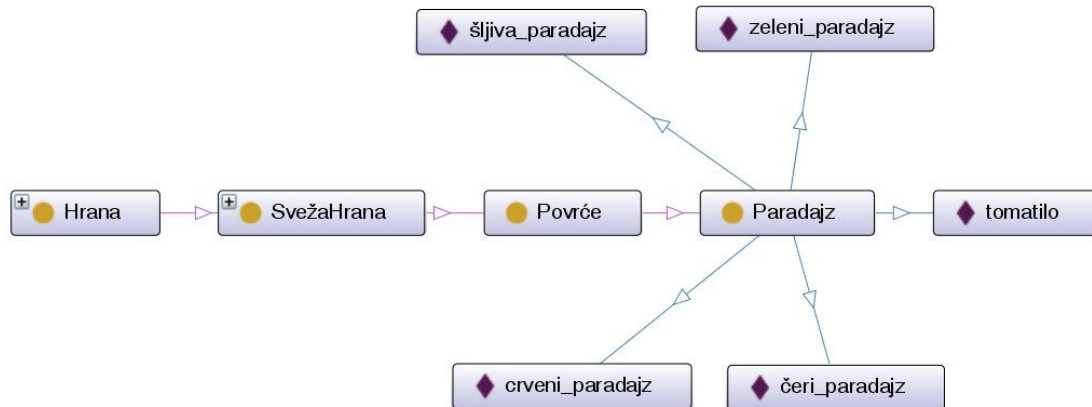 šljiva_paradajz
zeleni_paradajz
Hrana
SvežaHrana
Povrće
Paradajz
tomatilo
crveni_paradajz
čeri_paradajz